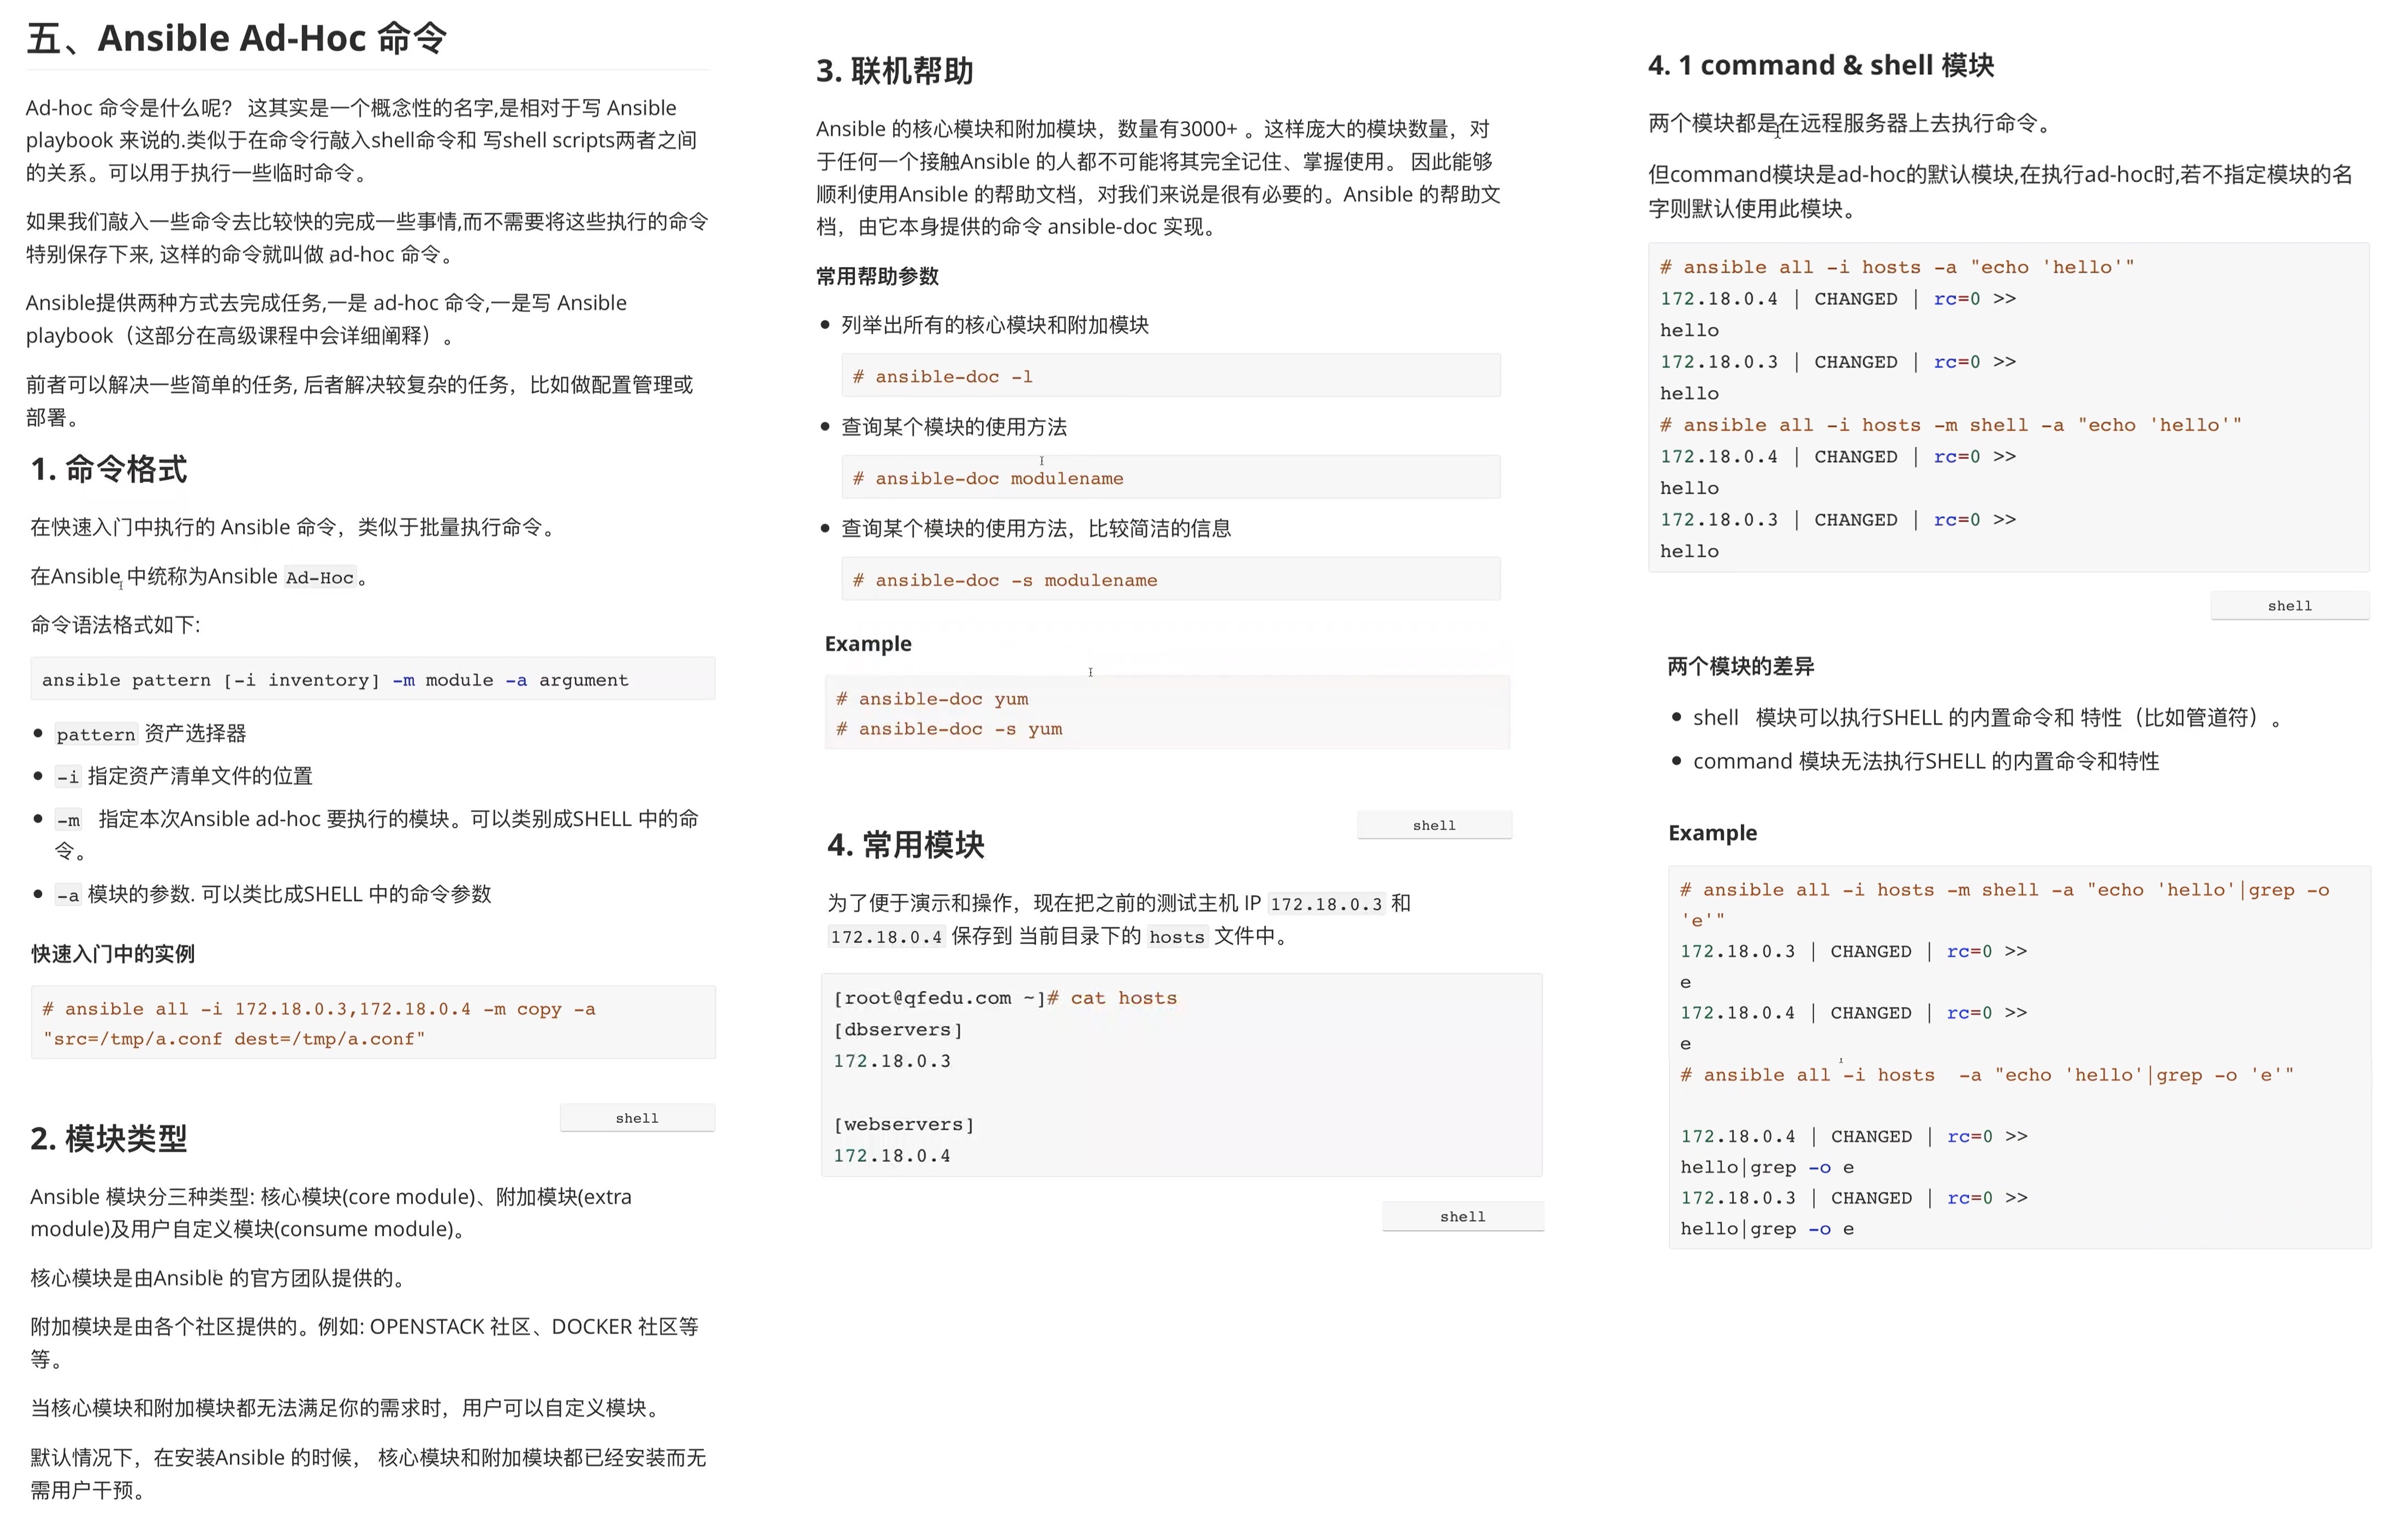 五、Ansible Ad-Hoc 命令
Ad-hoc 命令是什么呢？ 这其实是一个概念性的名字,是相对于写 Ansible
playbook 来说的.类似于在命令行敲入shell命令和 写shell scripts两者之间
的关系。可以用于执行一些临时命令。
如果我们敲入一些命令去比较快的完成一些事情,而不需要将这些执行的命令
特别保存下来, 这样的命令就叫做 ad-hoc 命令。
Ansible提供两种方式去完成任务,一是 ad-hoc 命令,一是写 Ansible
playbook（这部分在高级课程中会详细阐释）。
前者可以解决一些简单的任务, 后者解决较复杂的任务，比如做配置管理或
部署。
1. 命令格式
在快速入门中执行的 Ansible 命令，类似于批量执行命令。
在Ansible 中统称为Ansible Ad-Hoc。
命令语法格式如下:
ansible pattern [-i inventory] -m module -a argument
• pattern 资产选择器
• -i 指定资产清单文件的位置
• -m 指定本次Ansible ad-hoc 要执行的模块。可以类别成SHELL 中的命
令。
• -a 模块的参数. 可以类比成SHELL 中的命令参数
快速入门中的实例
# ansible all -i 172.18.0.3,172.18.0.4 -m copy -a
"src=/tmp/a.conf dest=/tmp/a.conf"
shell
2. 模块类型
Ansible 模块分三种类型: 核心模块(core module)、附加模块(extra
module)及用户自定义模块(consume module)。
核心模块是由Ansible 的官方团队提供的。
附加模块是由各个社区提供的。例如: OPENSTACK 社区、DOCKER 社区等
等。
当核心模块和附加模块都无法满足你的需求时，用户可以自定义模块。
默认情况下，在安装Ansible 的时候， 核心模块和附加模块都已经安装而无
需用户干预。
3. 联机帮助
Ansible 的核心模块和附加模块，数量有3000+ 。这样庞大的模块数量，对
于任何一个接触Ansible 的人都不可能将其完全记住、掌握使用。 因此能够
顺利使用Ansible 的帮助文档，对我们来说是很有必要的。Ansible 的帮助文
档，由它本身提供的命令 ansible-doc 实现。
常用帮助参数
• 列举出所有的核心模块和附加模块
# ansible-doc -l
• 查询某个模块的使用方法
# ansible-doc modulename
• 查询某个模块的使用方法，比较简洁的信息
# ansible-doc -s modulename
Example
# ansible-doc yum
# ansible-doc -s yum
shell
4. 常用模块
为了便于演示和操作，现在把之前的测试主机 IP 172.18.0.3 和
172.18.0.4 保存到 当前目录下的 hosts 文件中。
[root@qfedu.com ~]# cat hosts
[dbservers]
172.18.0.3
[webservers]
172.18.0.4
shell
4. 1 command & shell 模块
两个模块都是在远程服务器上去执行命令。
但command模块是ad-hoc的默认模块,在执行ad-hoc时,若不指定模块的名
字则默认使用此模块。
# ansible all -i hosts -a "echo 'hello'"
172.18.0.4 | CHANGED | rc=0 >>
hello
172.18.0.3 | CHANGED | rc=0 >>
hello
# ansible all -i hosts -m shell -a "echo 'hello'"
172.18.0.4 | CHANGED | rc=0 >>
hello
172.18.0.3 | CHANGED | rc=0 >>
hello
shell
两个模块的差异
• shell 模块可以执行SHELL 的内置命令和 特性（比如管道符）。
• command 模块无法执行SHELL 的内置命令和特性
Example
# ansible all -i hosts -m shell -a "echo 'hello'|grep -o
'e'"
172.18.0.3 | CHANGED | rc=0 >>
e
172.18.0.4 | CHANGED | rc=0 >>
e
# ansible all -i hosts  -a "echo 'hello'|grep -o 'e'"
172.18.0.4 | CHANGED | rc=0 >>
hello|grep -o e
172.18.0.3 | CHANGED | rc=0 >>
hello|grep -o e